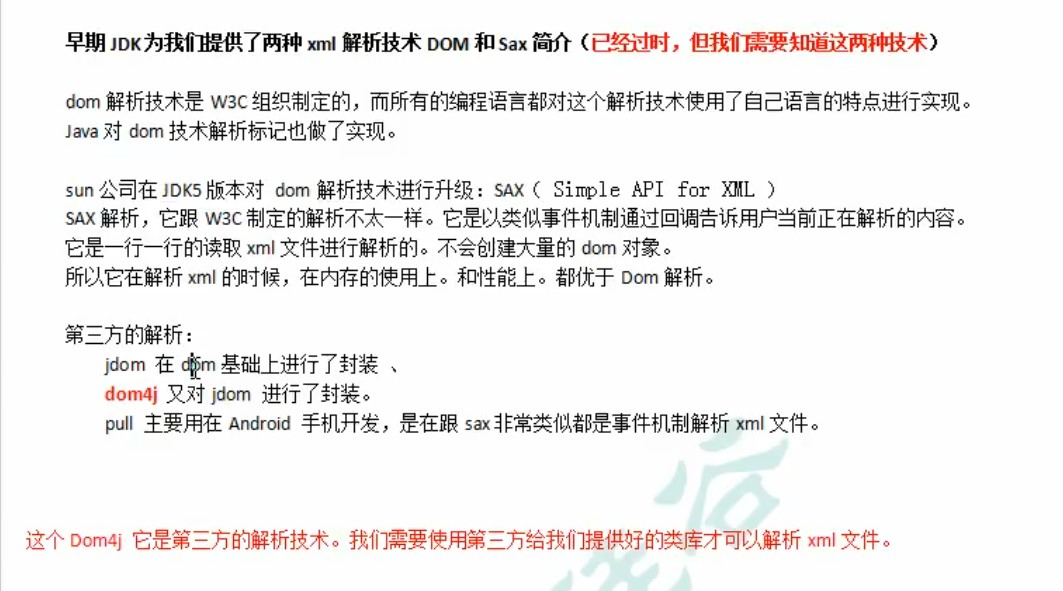 早期 JDK 为我们提供了两种 xml 解析技术 DOM 和 Sax 简介（已经过时，但我们需要知道这两种技术）
dom 解析技术是 W3C 组织制定的，而所有的编程语言都对这个解析技术使用了自己语言的特点进行实现。
Java 对 dom 技术解析标记也做了实现。
sun 公司在 JDK5 版本对 dom 解析技术进行升级：SAX（ Simple API for XML ）
SAX 解析，它跟 W3C 制定的解析不太一样。它是以类似事件机制通过回调告诉用户当前正在解析的内容。
它是一行一行的读取 xml 文件进行解析的。不会创建大量的 dom 对象。
所以它在解析 xml 的时候，在内存的使用上。和性能上。都优于 Dom 解析。
第三方的解析：
jdom 在 dom 基础上进行了封装 、
dom4j 又对 jdom 进行了封装。
pull 主要用在 Android 手机开发，是在跟 sax 非常类似都是事件机制解析 xml 文件。
这个 Dom4j 它是第三方的解析技术。我们需要使用第三方给我们提供好的类库才可以解析 xml 文件。